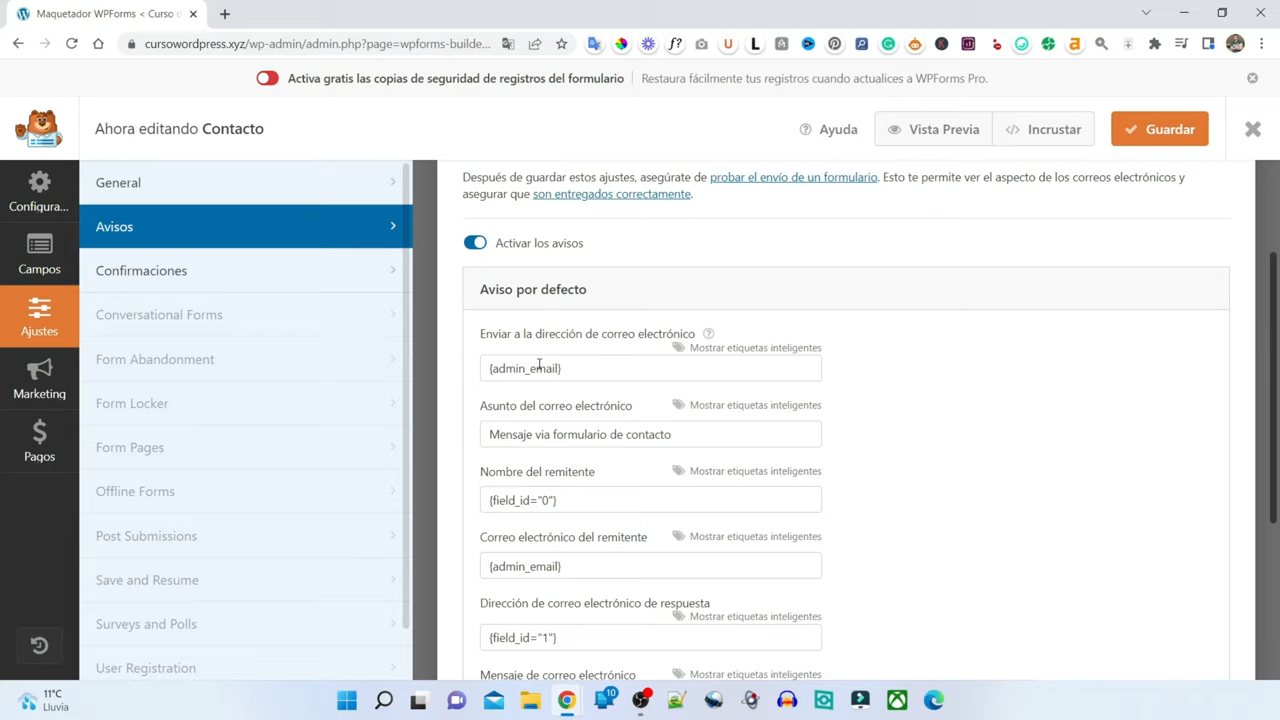 Maquetador WPForms < Curso d
cursowordpress.xyz/wp-admin/admin.php?page=wpforms-builde...
Activa gratis las copias de seguridad de registros del formulario
Restaura fácilmente tus registros cuando actualices a WPForms Pro.
Ahora editando Contacto
Ayuda
Vista Previa
Incrustar
Guardar
Configura...
Campos
Ajustes
Marketing
Pagos
General
Avisos
Confirmaciones
Conversational Forms
Form Abandonment
Form Locker
Form Pages
Offline Forms
Post Submissions
Save and Resume
Surveys and Polls
User Registration
Después de guardar estos ajustes, asegúrate de probar el envío de un formulario. Esto te permite ver el aspecto de los correos electrónicos y
asegurar que son entregados correctamente.
Activar los avisos
Aviso por defecto
Enviar a la dirección de correo electrónico
Mostrar etiquetas inteligentes
{admin_email}
Asunto del correo electrónico
Mostrar etiquetas inteligentes
Mensaje via formulario de contacto
Nombre del remitente
Mostrar etiquetas inteligentes
{field_id="0"}
Correo electrónico del remitente
Mostrar etiquetas inteligentes
{admin_email}
Dirección de correo electrónico de respuesta
Mostrar etiquetas inteligentes
{field_id="1"}
Mensaje de correo electrónico
Mostrar etiquetas inteligentes
11°C
Lluvia
10